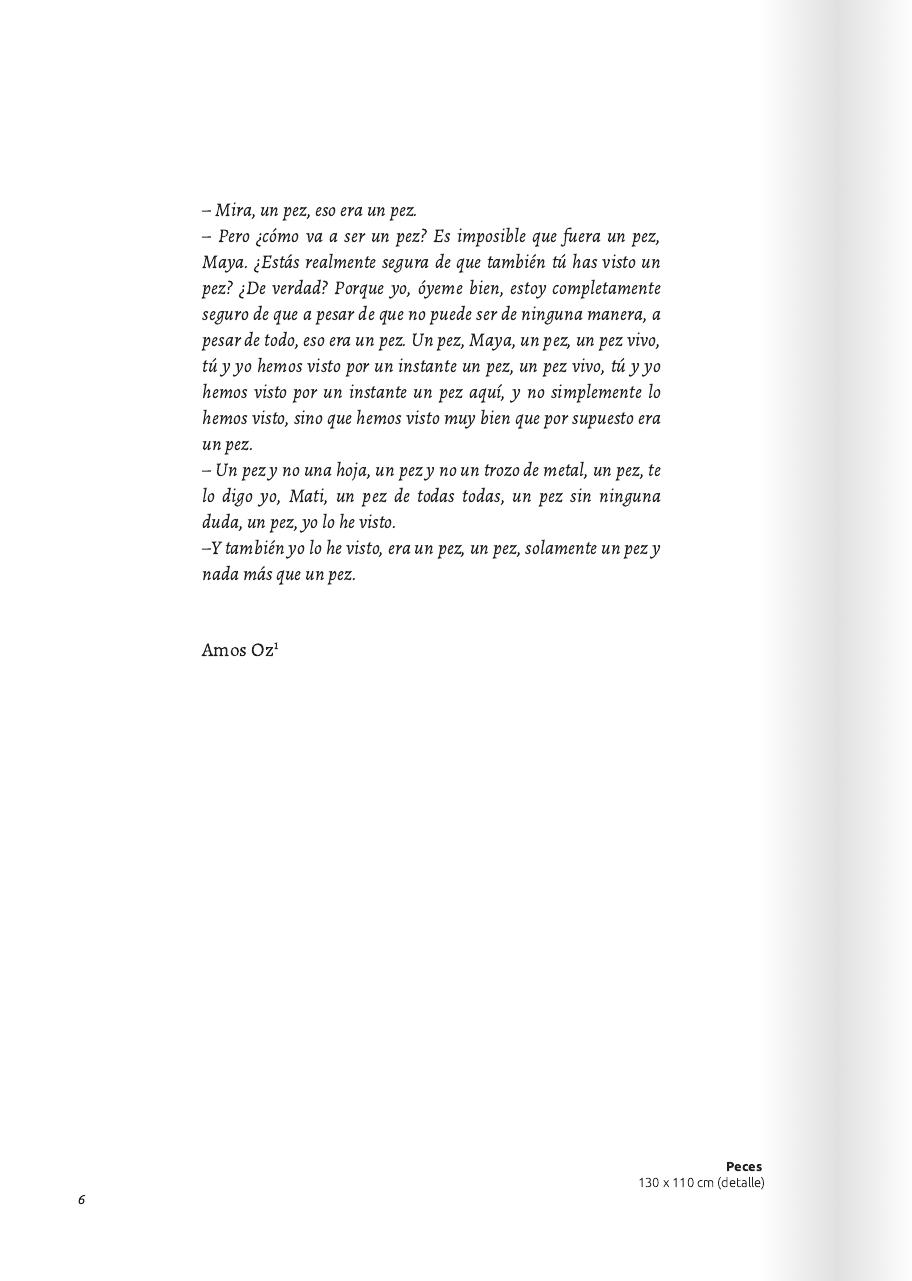 – Mira, un pez, eso era un pez.
– Pero ¿cómo va a ser un pez? Es imposible que fuera un pez,
Maya. ¿Estás realmente segura de que también tú has visto un
pez? ¿De verdad? Porque yo, óyeme bien, estoy completamente
seguro de que a pesar de que no puede ser de ninguna manera, a
pesar de todo, eso era un pez. Un pez, Maya, un pez, un pez vivo,
tú y yo hemos visto por un instante un pez, un pez vivo, tú y yo
hemos visto por un instante un pez aquí, y no simplemente lo
hemos visto, sino que hemos visto muy bien que por supuesto era
un pez.
– Un pez y no una hoja, un pez y no un trozo de metal, un pez, te
lo digo yo, Mati, un pez de todas todas, un pez sin ninguna
duda, un pez, yo lo he visto.
–Y también yo lo he visto, era un pez, un pez, solamente un pez y
nada más que un pez.
Amos Oz¹
Peces
130 x 110 cm (detalle)
6